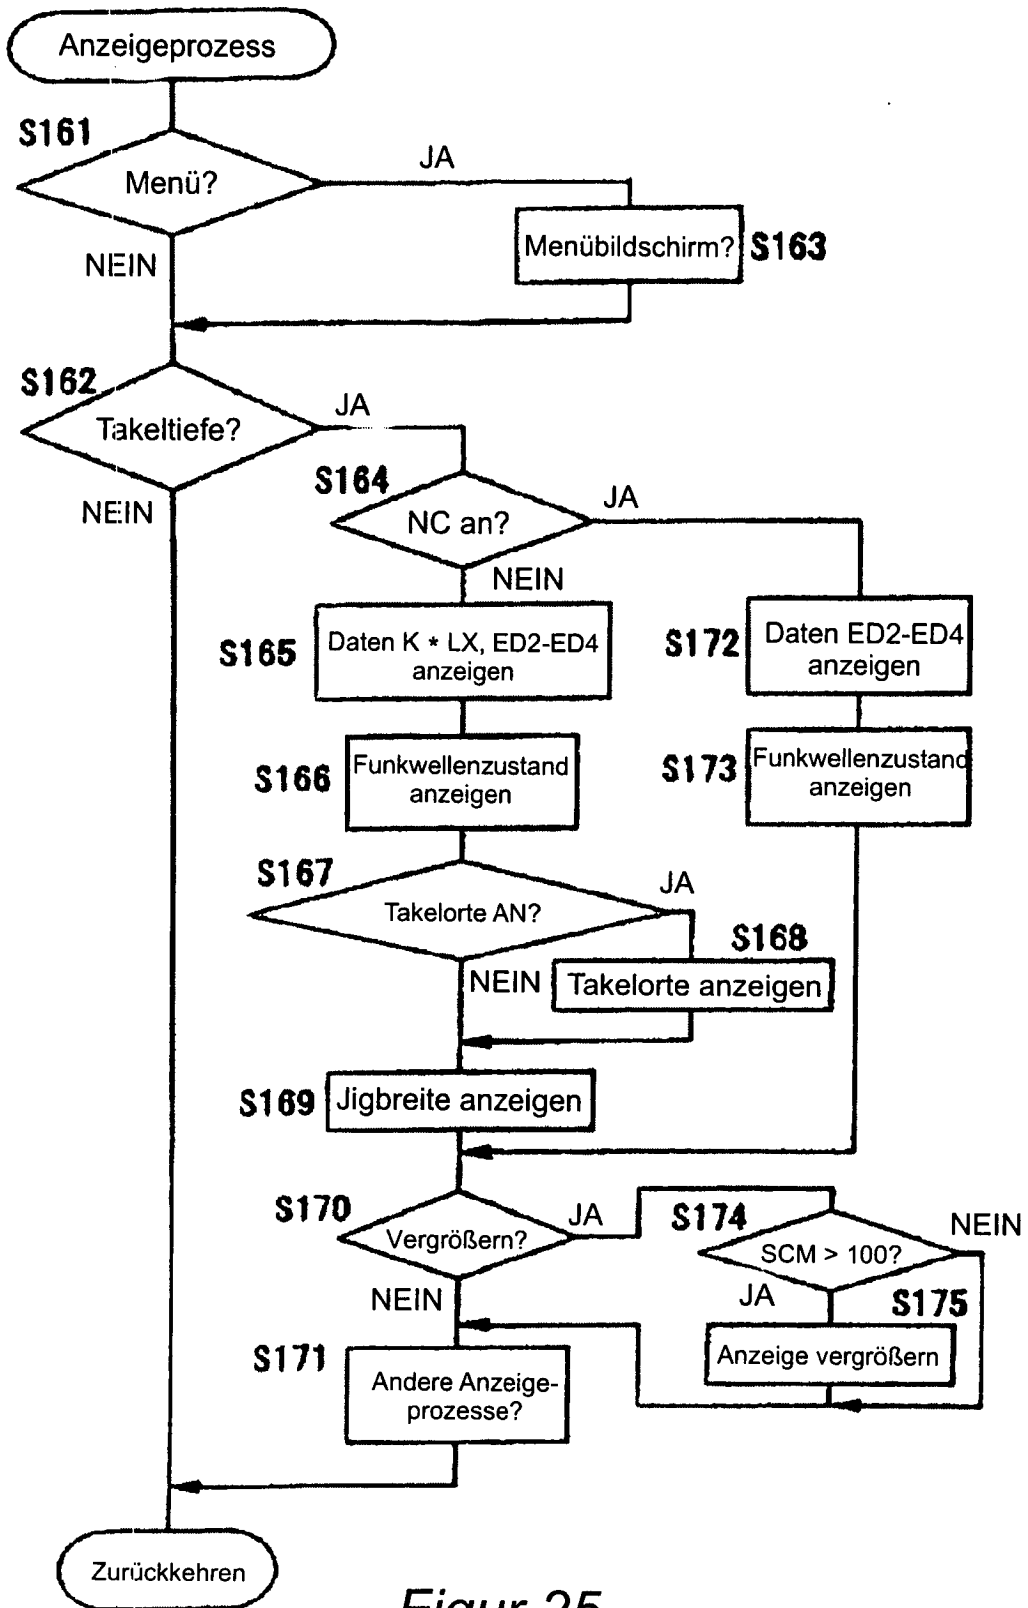 Anzeigeprozess
S161
Menü?
JA
NEIN
Menübildschirm?
S163
S162
Takeltiefe?
JA
NEIN
S164
NC an?
JA
NEIN
S165
Daten K * LX, ED2-ED4
anzeigen
S172
Daten ED2-ED4
anzeigen
S166
Funkwellenzustand
anzeigen
S173
Funkwellenzustand
anzeigen
S167
Takelorte AN?
JA
NEIN
S168
Takelorte anzeigen
S169
Jigbreite anzeigen
S170
Vergrößern?
JA
NEIN
S174
SCM > 100?
NEIN
JA
S175
Anzeige vergrößern
S171
Andere Anzeige-
prozesse?
Zurückkehren
Figur 25